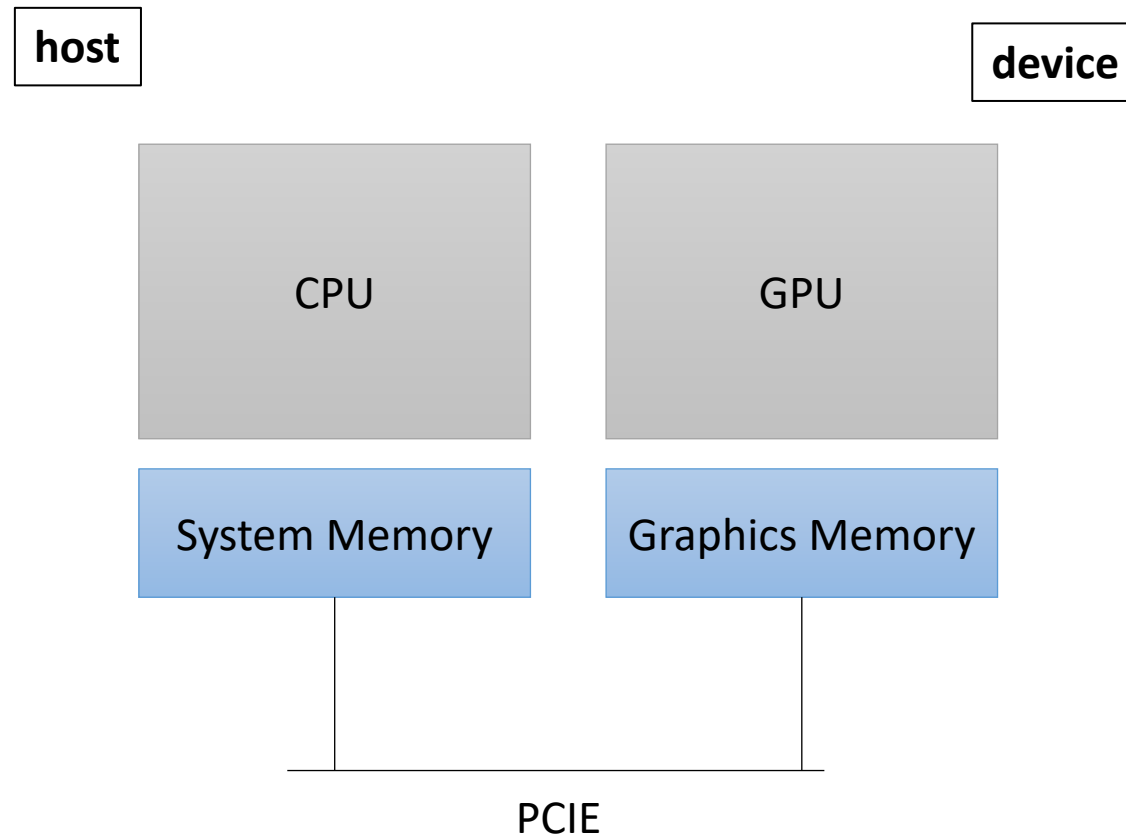 host
device
CPU
GPU
System Memory
Graphics Memory
PCIE